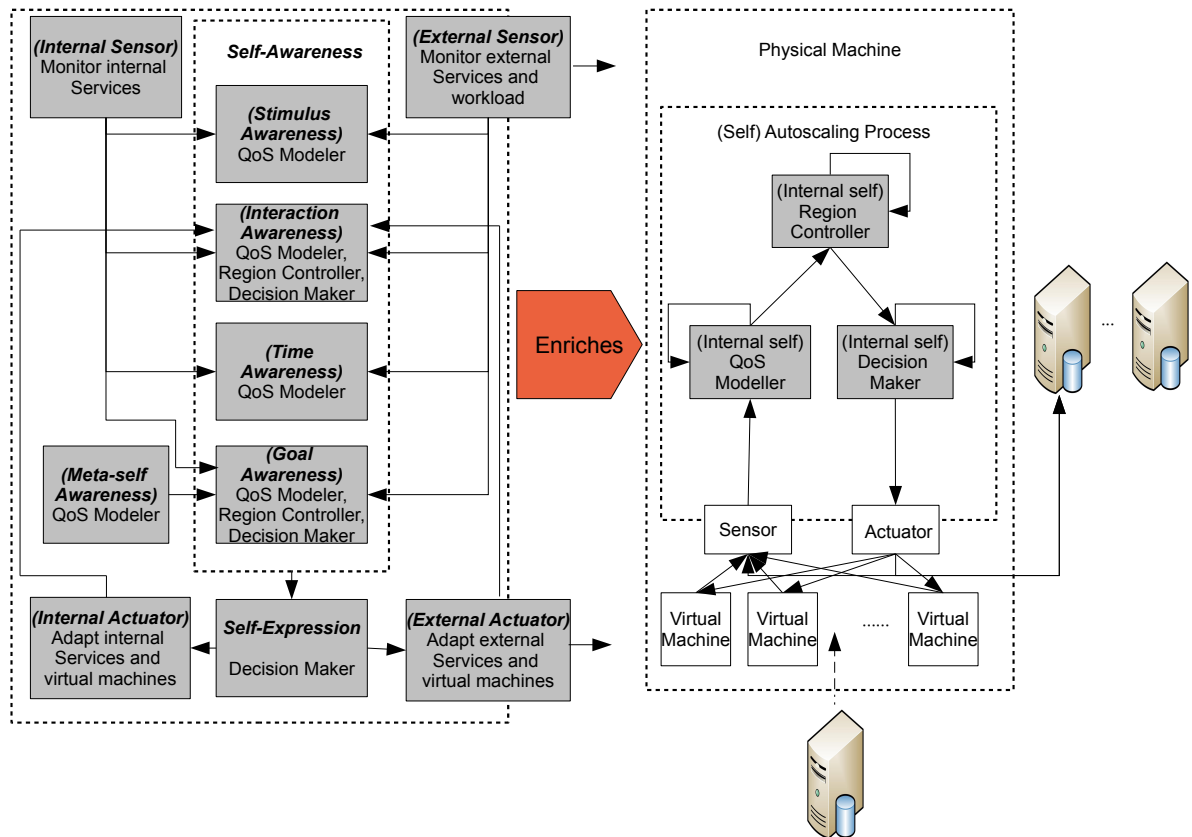 (Internal Sensor)
Monitor internal
Services
Self-Awareness
(External Sensor)
Monitor external
Services and
workload
(Stimulus
Awareness)
QoS Modeler
(Interaction
Awareness)
QoS Modeler,
Region Controller,
Decision Maker
(Time
Awareness)
QoS Modeler
(Meta-self
Awareness)
QoS Modeler
(Goal
Awareness)
QoS Modeler,
Region Controller,
Decision Maker
(Internal Actuator)
Adapt internal
Services and
virtual machines
Self-Expression
Decision Maker
(External Actuator)
Adapt external
Services and
virtual machines
Enriches
Physical Machine
(Self) Autoscaling Process
(Internal self)
Region
Controller
(Internal self)
QoS
Modeller
(Internal self)
Decision
Maker
Sensor
Actuator
Virtual
Machine
Virtual
Machine
......
Virtual
Machine
...